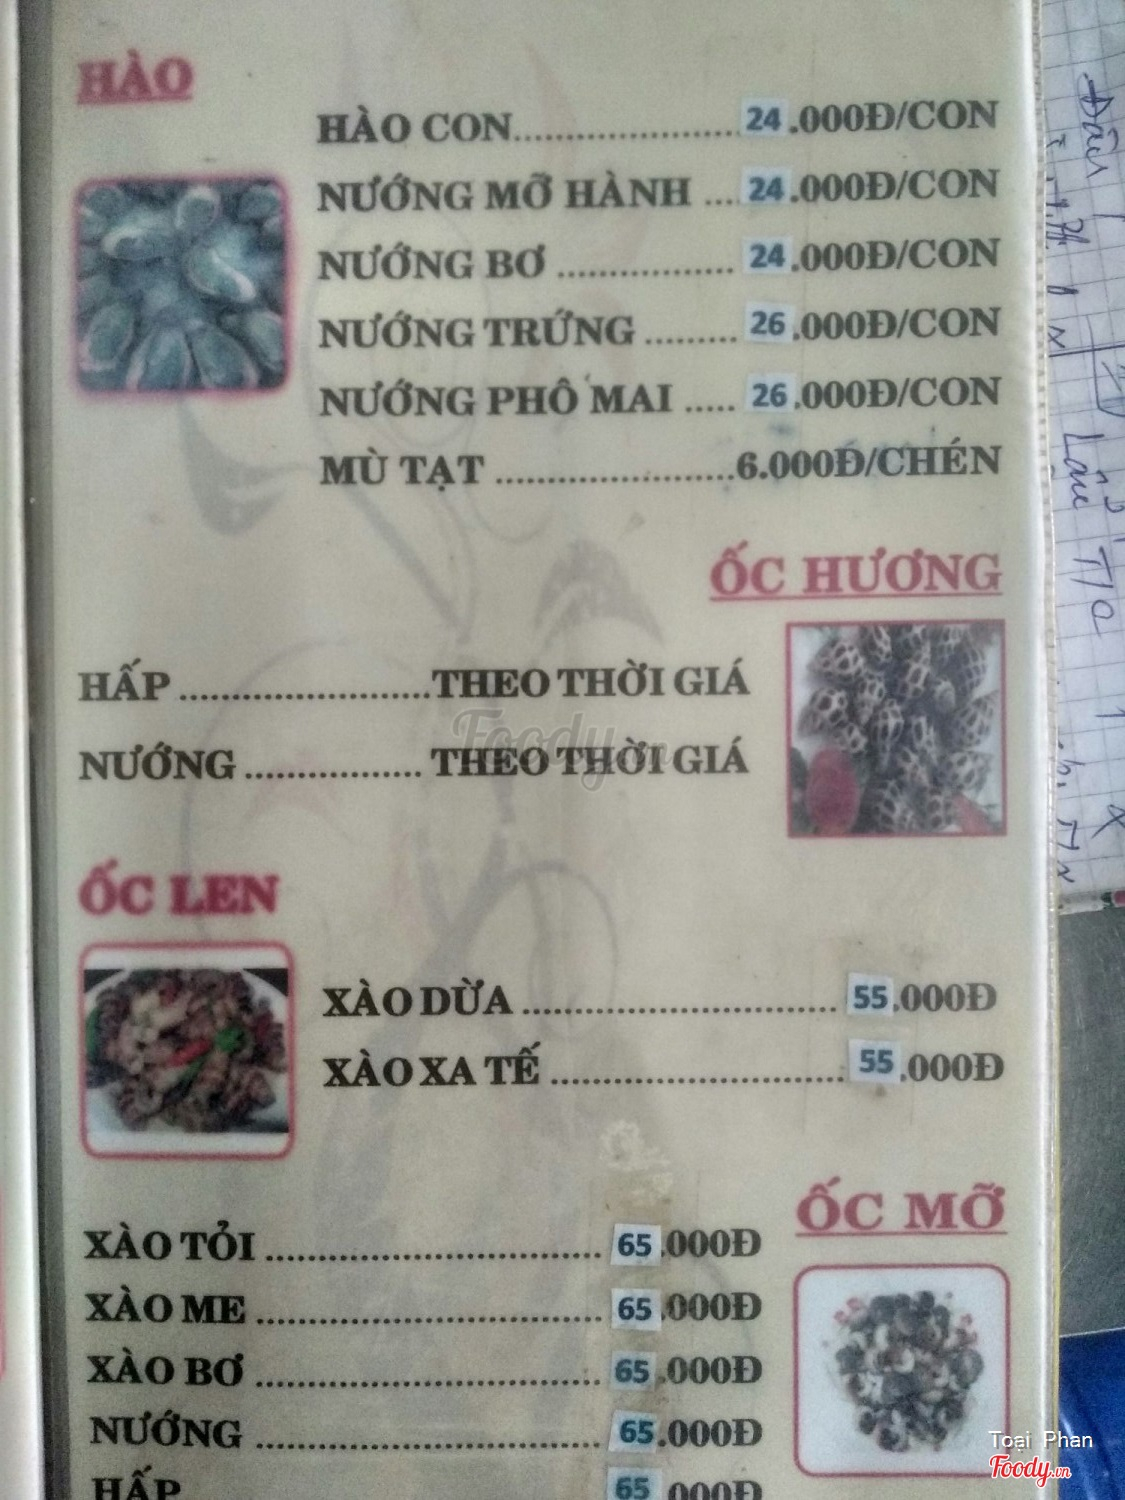 HÀO
HÀO CON......................24.000Đ/CON
NƯỚNG MỠ HÀNH ....24.000Đ/CON
NƯỚNG BƠ ................24.000Đ/CON
NƯỚNG TRỨNG .........26.000Đ/CON
NƯỚNG PHÔ MAI .....26.000Đ/CON
MÙ TẠT ......................6.000Đ/CHÉN
ỐC HƯƠNG
HẤP .......................THEO THỜI GIÁ
NƯỚNG ................ THEO THỜI GIÁ
Foody.vn
ỐC LEN
XÀO DỪA .............................55.000Đ
XÀO XA TẾ ...........................55.000Đ
ỐC MỠ
XÀO TỎI ...............................65.000Đ
XÀO ME ................................65.000Đ
XÀO BƠ ................................65.000Đ
NƯỚNG ................................65.000Đ
HẤP 65.000Đ
Toại Phan
Foody.vn